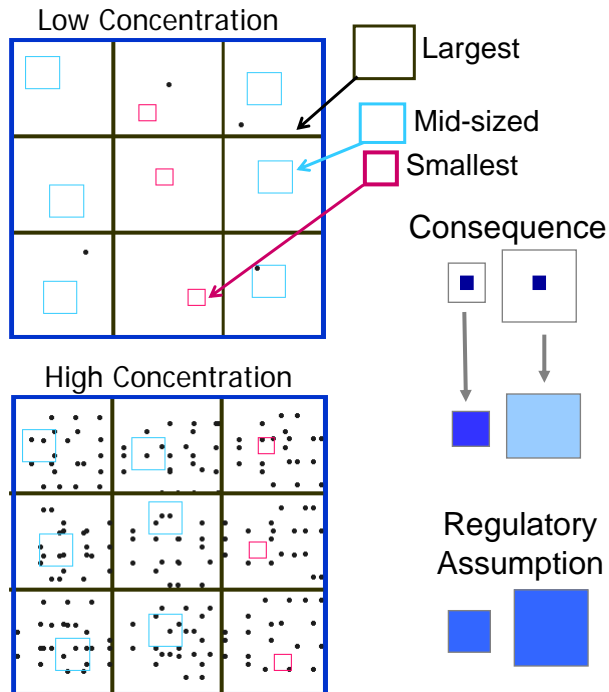 Low Concentration
Largest
Mid-sized
Smallest
Consequence
High Concentration
Regulatory
Assumption